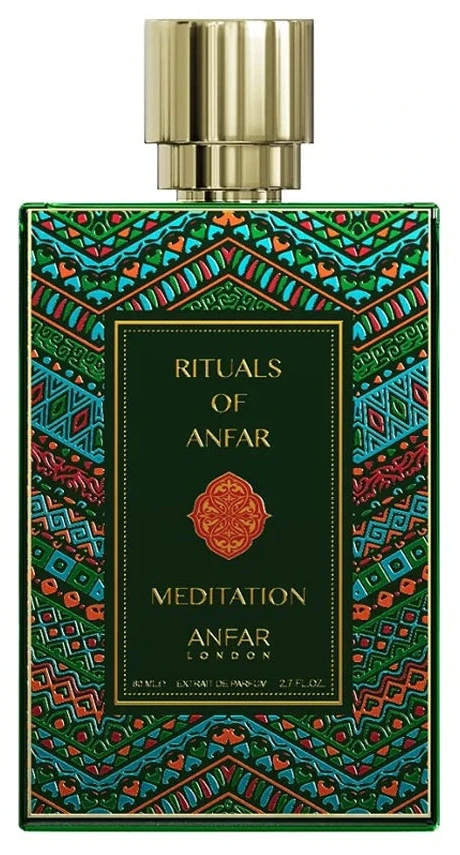 RITUALS
OF
ANFAR
MEDITATION
ANFAR
LONDON
80 ML℮ EXTRAIT DE PARFUM 2.7 FL.OZ.